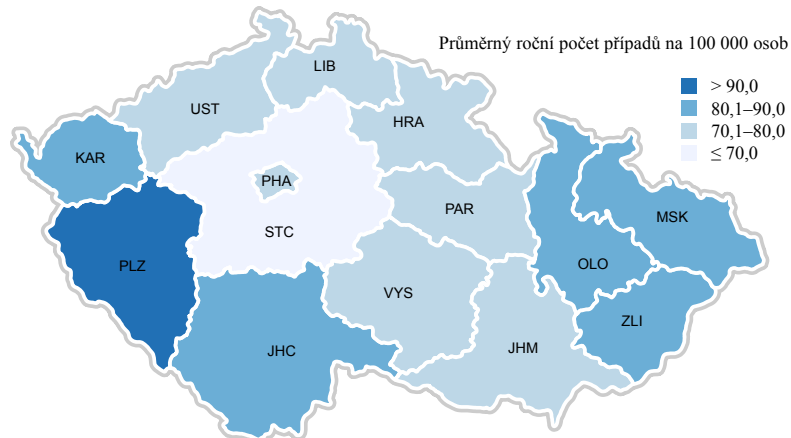 Průměrný roční počet případů na 100 000 osob
> 90,0
80,1–90,0
70,1–80,0
≤ 70,0
LIB
UST
HRA
KAR
PHA
PAR
MSK
STC
PLZ
OLO
VYS
ZLI
JHC
JHM